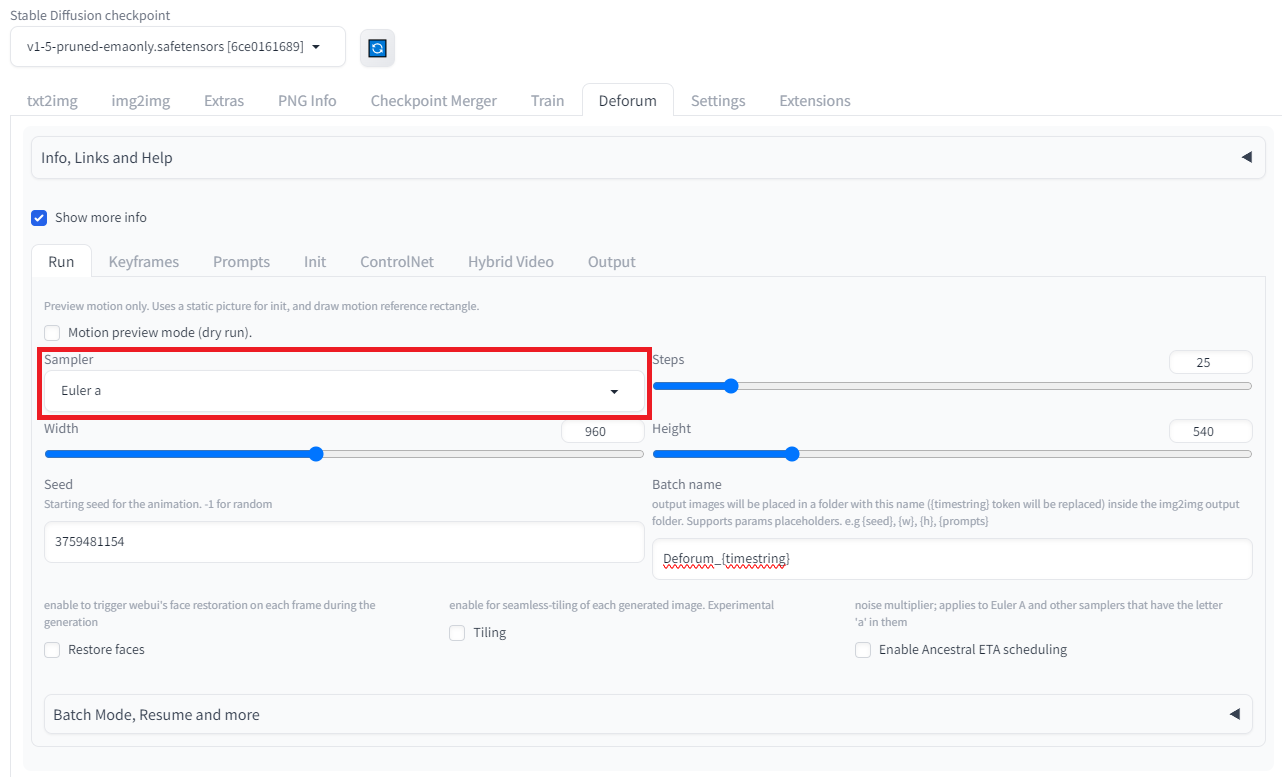 Stable Diffusion checkpoint
v1-5-pruned-emaonly.safetensors [6ce0161689]
txt2img img2img Extras PNG Info Checkpoint Merger Train Deforum Settings Extensions
Info, Links and Help
Show more info
Run Keyframes Prompts Init ControlNet Hybrid Video Output
Preview motion only. Uses a static picture for init, and draw motion reference rectangle.
Motion preview mode (dry run).
Sampler
Euler a
Steps 25
Width 960
Height 540
Seed
Starting seed for the animation. -1 for random
3759481154
Batch name
output images will be placed in a folder with this name ({timestring} token will be replaced) inside the img2img output
folder. Supports params placeholders. e.g {seed}, {w}, {h}, {prompts}
Deforum_{timestring}
enable to trigger webui's face restoration on each frame during the
generation
Restore faces
enable for seamless-tiling of each generated image. Experimental
Tiling
noise multiplier; applies to Euler A and other samplers that have the letter
'a' in them
Enable Ancestral ETA scheduling
Batch Mode, Resume and more